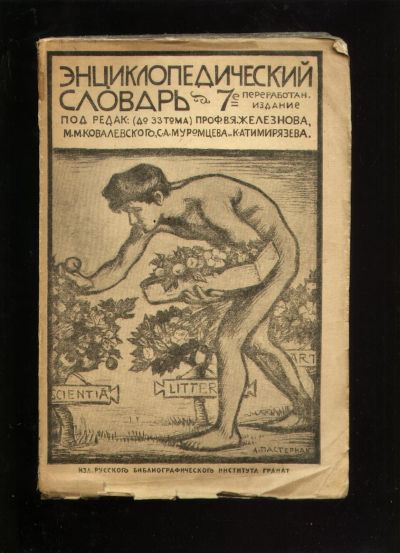 ЭНЦИКЛОПЕДИЧЕСКИЙ
СЛОВАРЬ 7е ПЕРЕРАБОТАН.
ИЗДАНИЕ
ПОД РЕДАК: (ДО 33 ТОМА) ПРОФ. В.Я. ЖЕЛЕЗНОВА,
М.М. КОВАЛЕВСКОГО, С.А. МУРОМЦЕВА и К.А. ТИМИРЯЗЕВА.
SCIENTIA LITTER ART
Л. ПАСТЕРНАК
ИЗД. РУССКОГО БИБЛИОГРАФИЧЕСКОГО ИНСТИТУТА ГРАНАТ